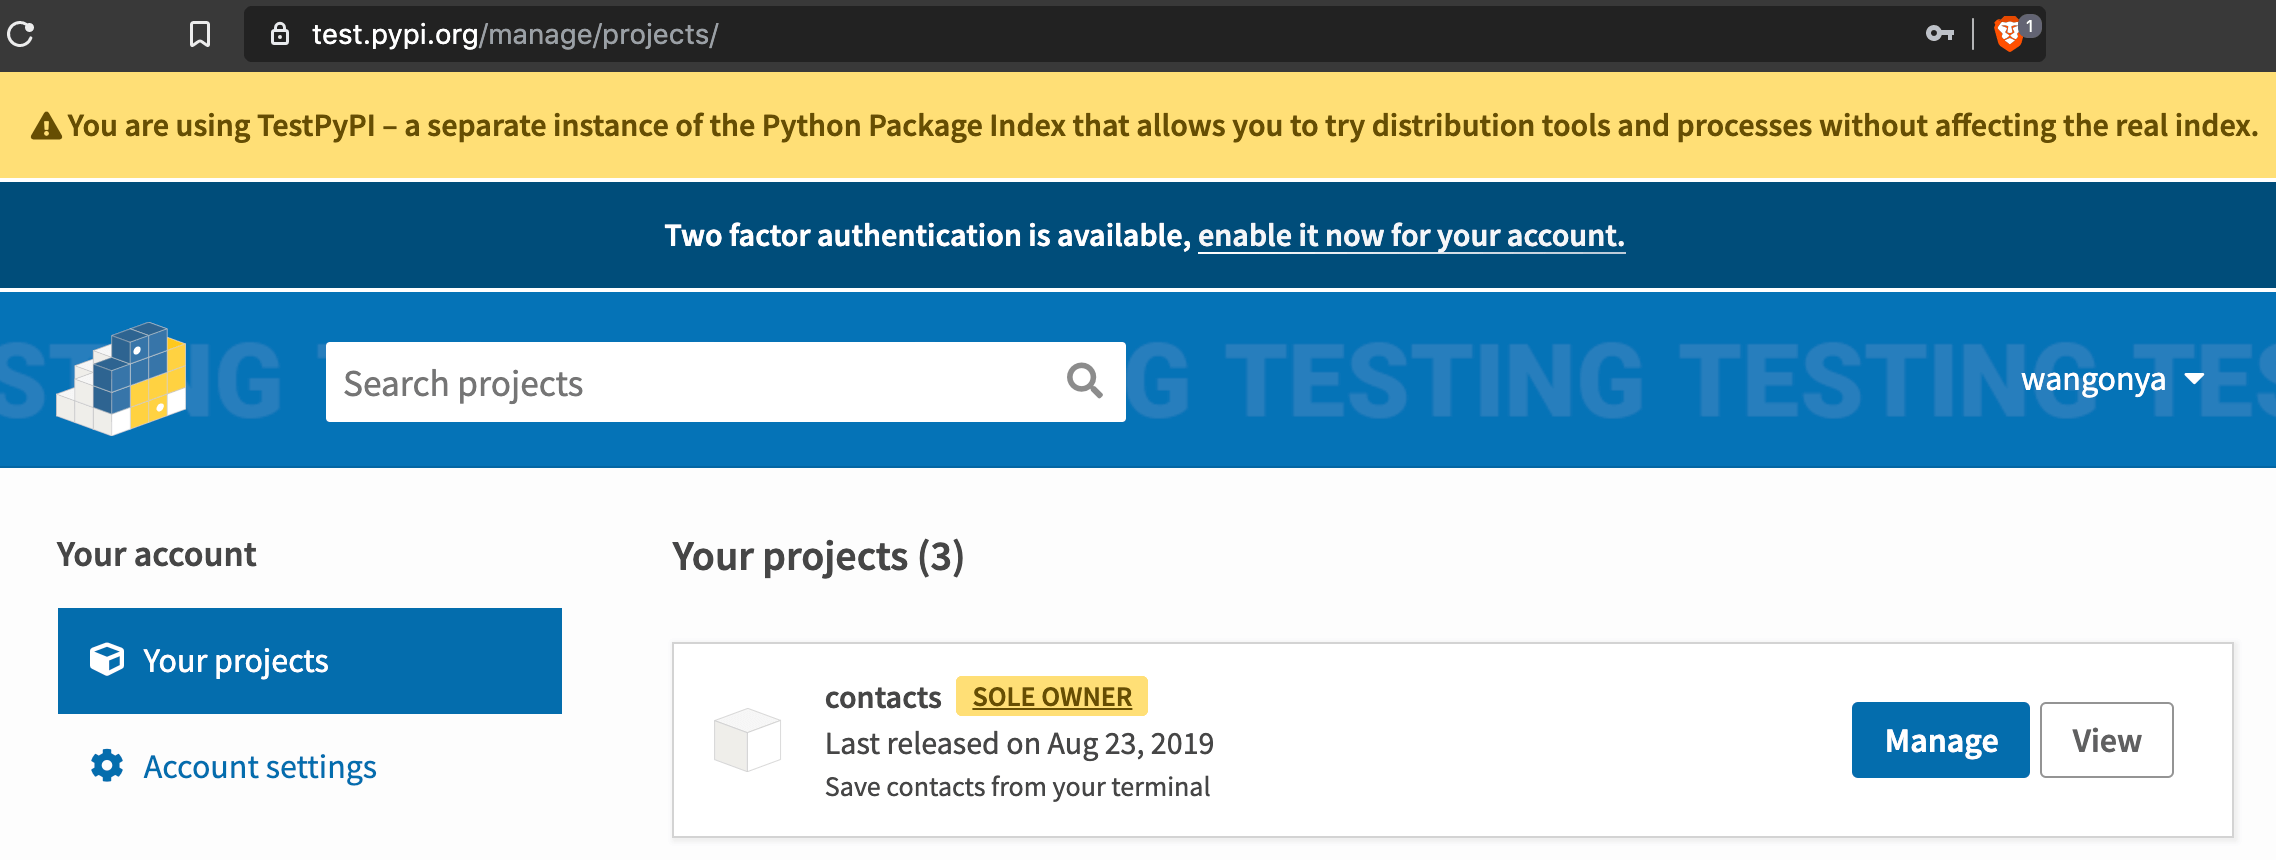 test.pypi.org/manage/projects/
1
You are using TestPyPI – a separate instance of the Python Package Index that allows you to try distribution tools and processes without affecting the real index.
Two factor authentication is available, enable it now for your account.
STING TESTING TESTING TES
Search projects
wangonya
Your account
Your projects (3)
Your projects
contacts SOLE OWNER
Last released on Aug 23, 2019
Save contacts from your terminal
Manage
View
Account settings